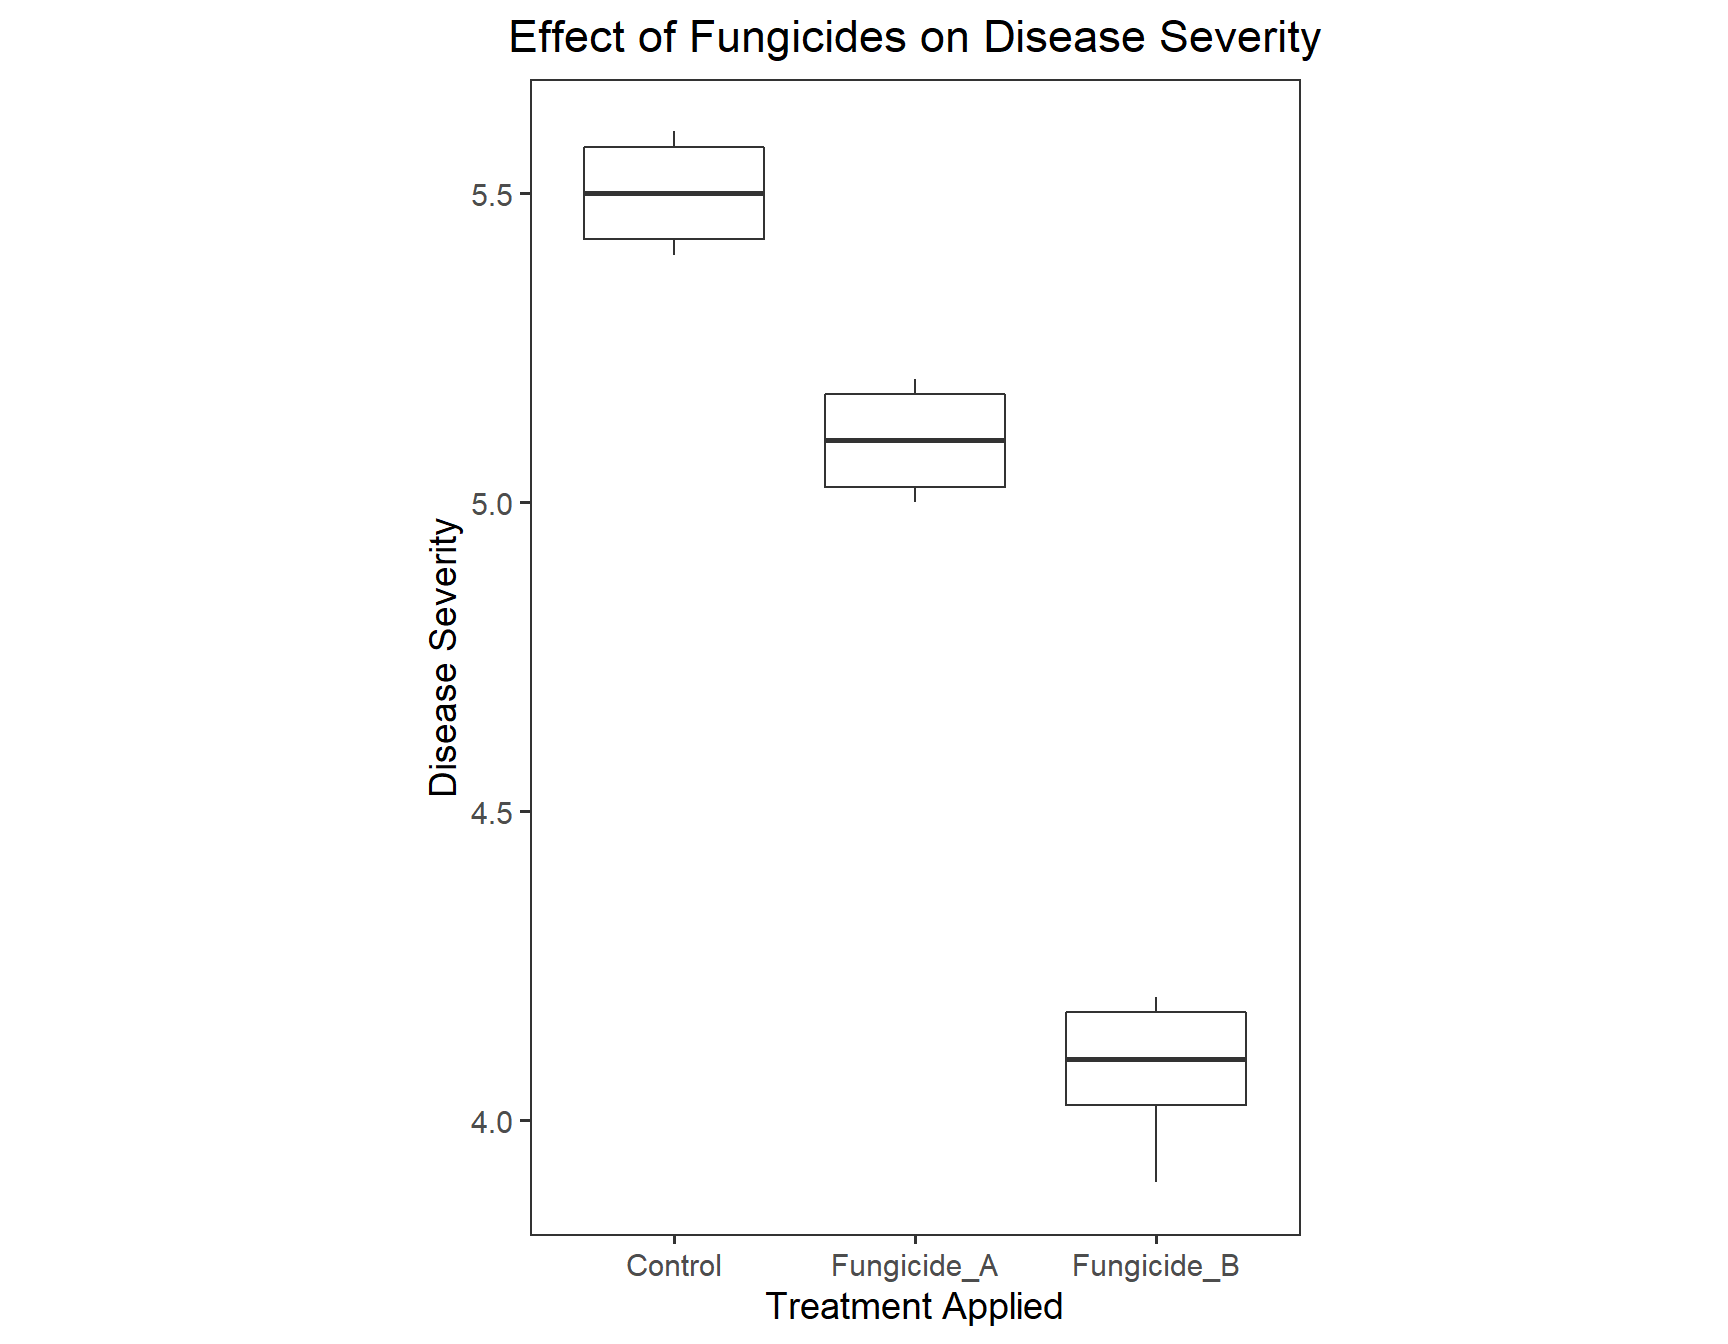 Effect of Fungicides on Disease Severity
5.5
5.0
4.5
4.0
Disease Severity
Control
Fungicide_A
Fungicide_B
Treatment Applied